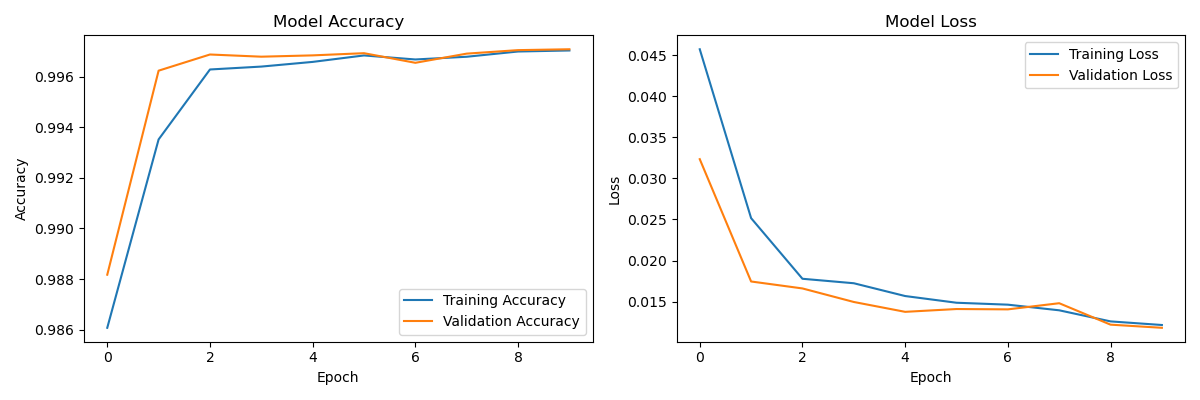 Model Accuracy
Accuracy
0.996
0.994
0.992
0.990
0.988
0.986
Training Accuracy
Validation Accuracy
0 2 4 6 8
Epoch
Model Loss
Loss
0.045
0.040
0.035
0.030
0.025
0.020
0.015
Training Loss
Validation Loss
0 2 4 6 8
Epoch